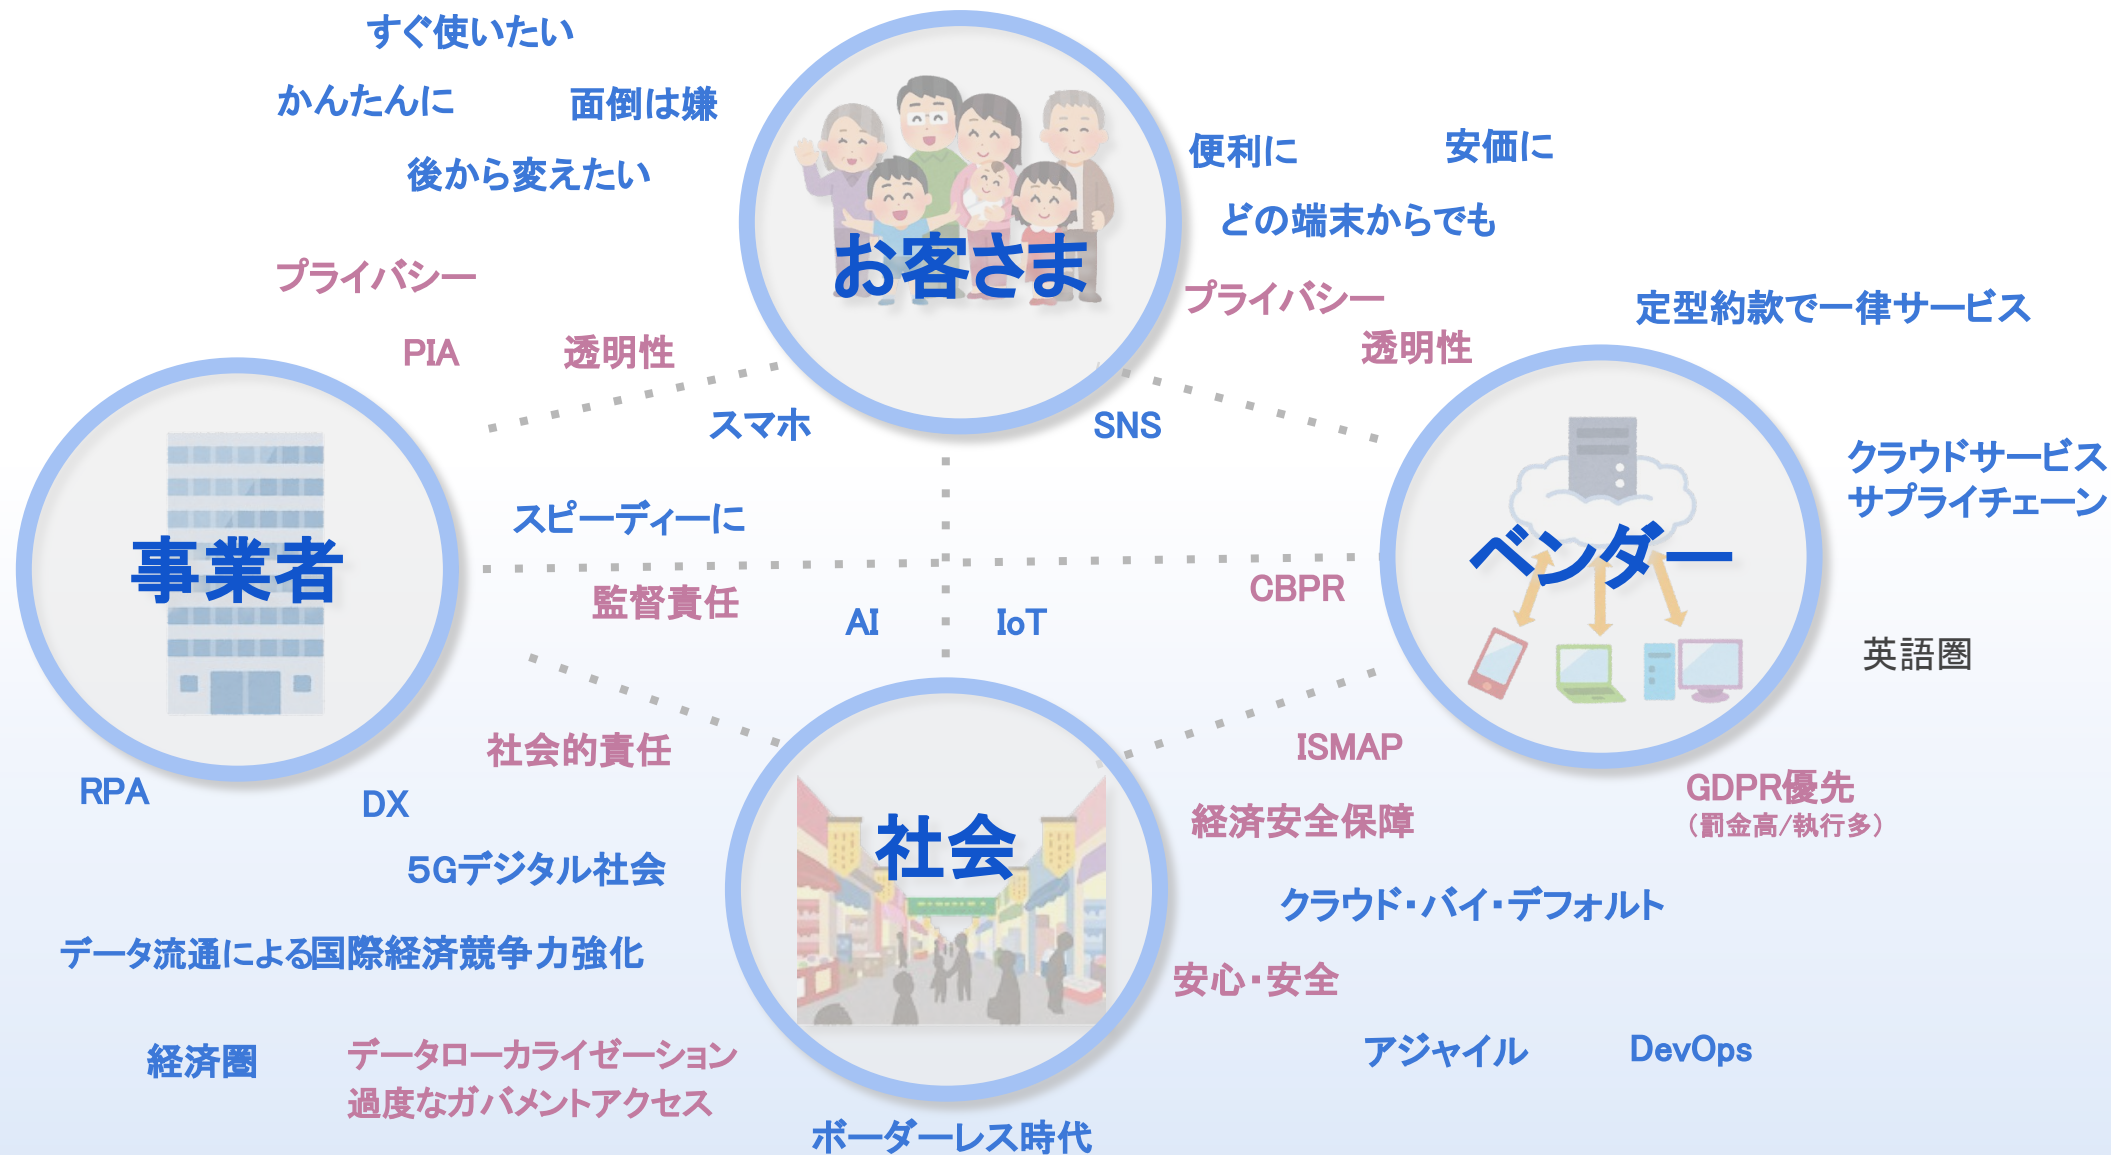 すぐ使いたい
かんたんに
面倒は嫌
後から変えたい
お客さま
便利に
安価に
どの端末からでも
プライバシー
PIA
透明性
プライバシー
透明性
定型約款で一律サービス
スマホ
SNS
事業者
スピーディーに
監督責任
AI
IoT
CBPR
ベンダー
クラウドサービス
サプライチェーン
英語圏
社会的責任
RPA
DX
5Gデジタル社会
データ流通による国際経済競争力強化
経済圏
データローカライゼーション
過度なガバメントアクセス
社会
ISMAP
経済安全保障
GDPR優先
(罰金高/執行多)
クラウド・バイ・デフォルト
安心・安全
アジャイル
DevOps
ボーダーレス時代